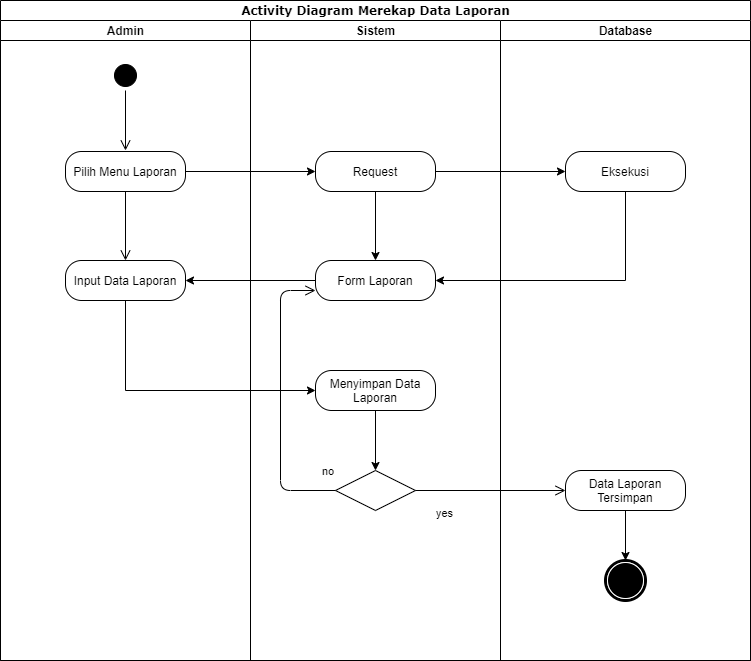 Activity Diagram Merekap Data Laporan
Admin
Sistem
Database
Pilih Menu Laporan
Request
Eksekusi
Input Data Laporan
Form Laporan
Menyimpan Data
Laporan
no
yes
Data Laporan
Tersimpan